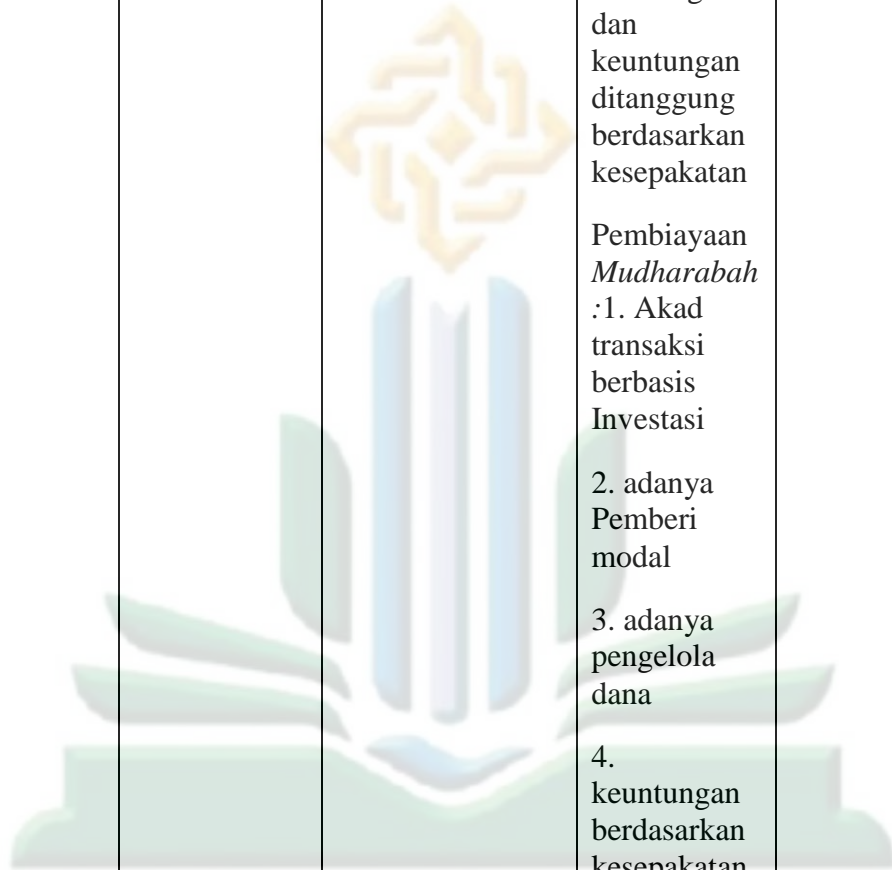 dan
keuntungan
ditanggung
berdasarkan
kesepakatan
Pembiayaan
Mudharabah
:1. Akad
transaksi
berbasis
Investasi
2. adanya
Pemberi
modal
3. adanya
pengelola
dana
4.
keuntungan
berdasarkan
kesepakatan